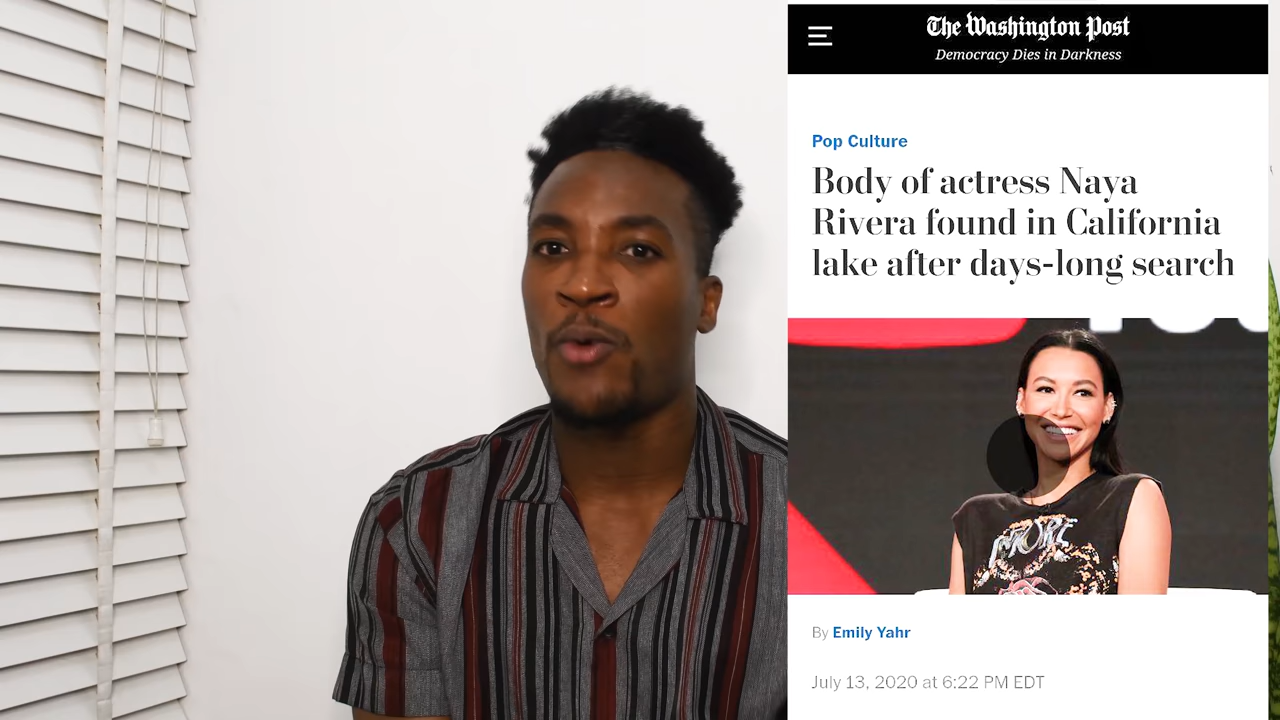 The Washington Post
Democracy Dies in Darkness
Pop Culture
Body of actress Naya
Rivera found in California
lake after days-long search
By Emily Yahr
July 13, 2020 at 6:22 PM EDT